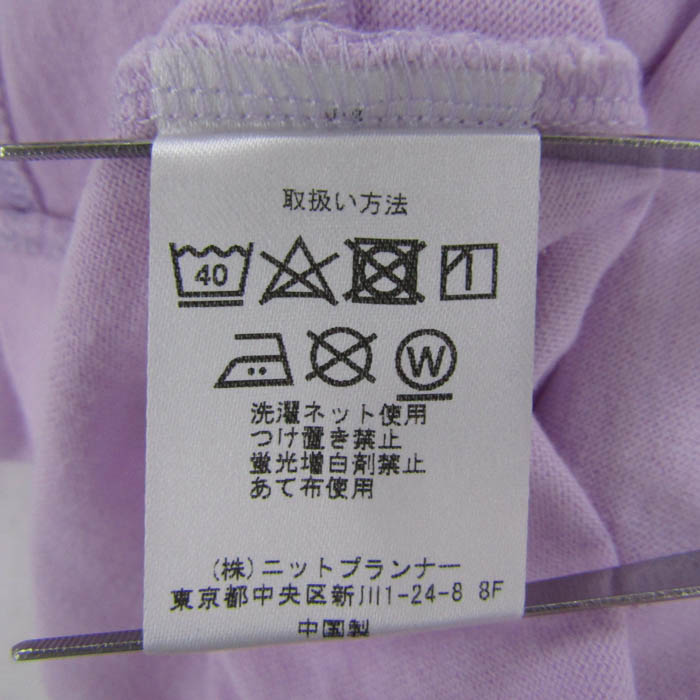 取扱い方法
40
W
洗濯ネット使用
つけ置き禁止
蛍光増白剤禁止
あて布使用
(株)ニットプランナー
東京都中央区新川1-24-8 8F
中国製